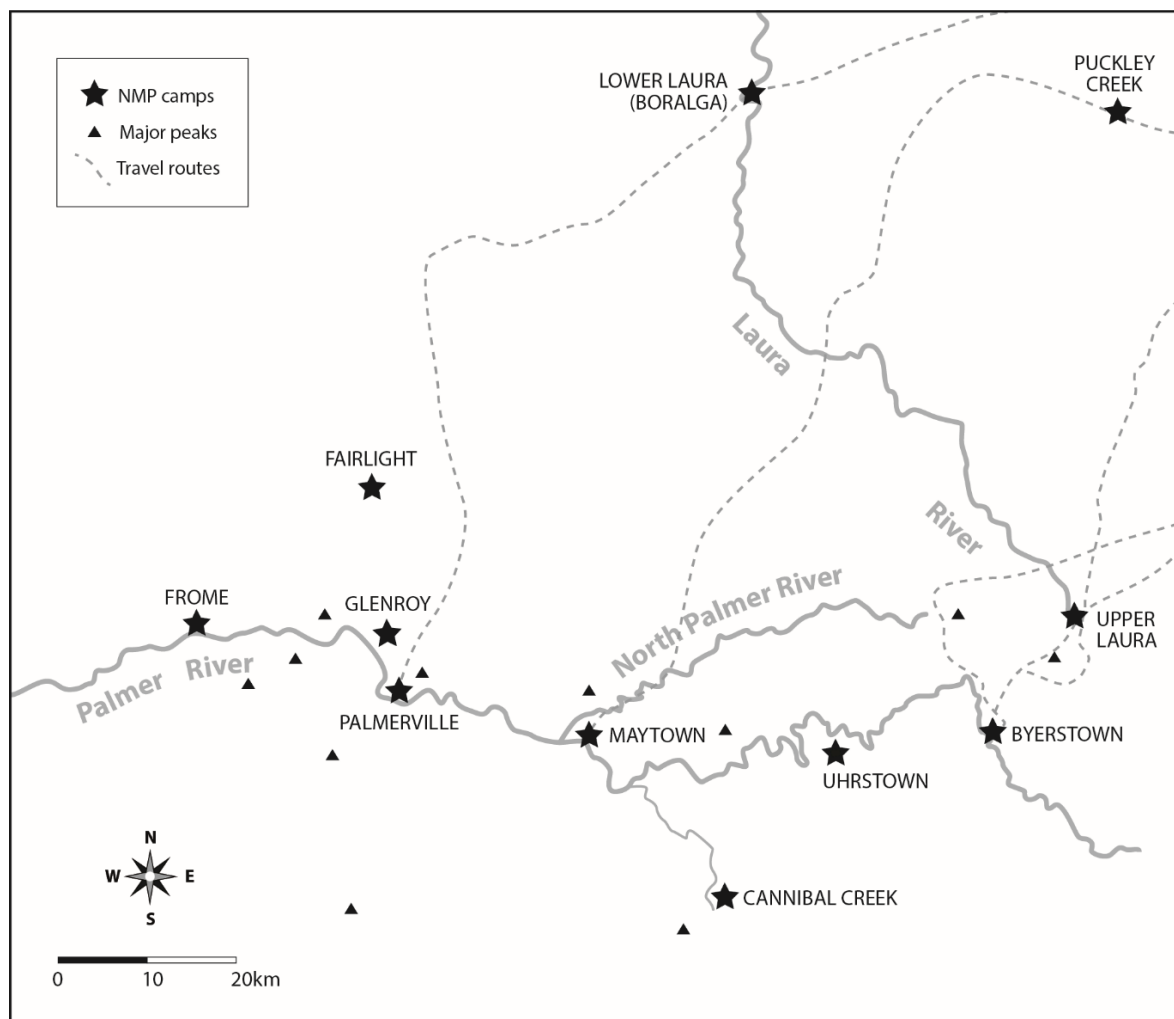 NMP camps
Major peaks
Travel routes
LOWER LAURA
(BORALGA)
PUCKLEY
CREEK
Laura
River
FAIRLIGHT
FROME
GLENROY
North Palmer River
UPPER
LAURA
Palmer River
PALMERVILLE
MAYTOWN
BYERSTOWN
UHRSTOWN
CANNIBAL CREEK
N
W E
S
0 10 20km